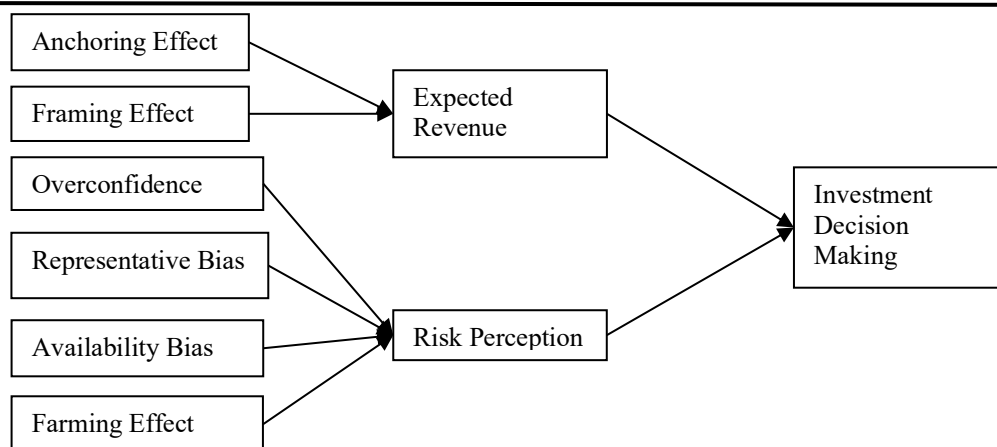 Anchoring Effect
Framing Effect
Overconfidence
Representative Bias
Availability Bias
Farming Effect
Expected
Revenue
Risk Perception
Investment
Decision
Making